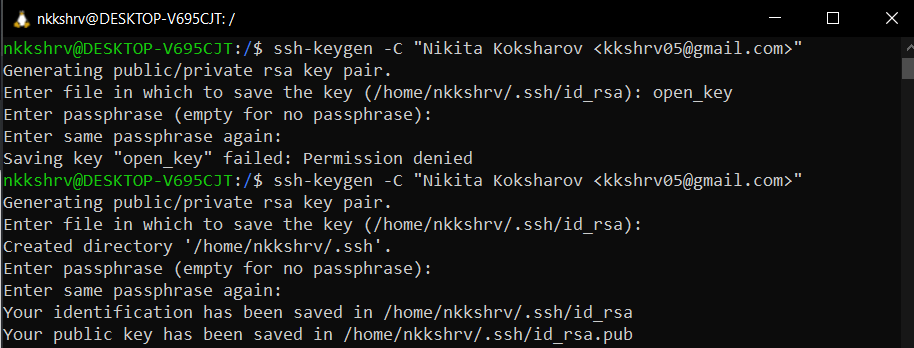 nkkshrv@DESKTOP-V695CJT: /
nkkshrv@DESKTOP-V695CJT:/$ ssh-keygen -C "Nikita Koksharov <kkshrv05@gmail.com>"
Generating public/private rsa key pair.
Enter file in which to save the key (/home/nkkshrv/.ssh/id_rsa): open_key
Enter passphrase (empty for no passphrase):
Enter same passphrase again:
Saving key "open_key" failed: Permission denied
nkkshrv@DESKTOP-V695CJT:/$ ssh-keygen -C "Nikita Koksharov <kkshrv05@gmail.com>"
Generating public/private rsa key pair.
Enter file in which to save the key (/home/nkkshrv/.ssh/id_rsa):
Created directory '/home/nkkshrv/.ssh'.
Enter passphrase (empty for no passphrase):
Enter same passphrase again:
Your identification has been saved in /home/nkkshrv/.ssh/id_rsa
Your public key has been saved in /home/nkkshrv/.ssh/id_rsa.pub